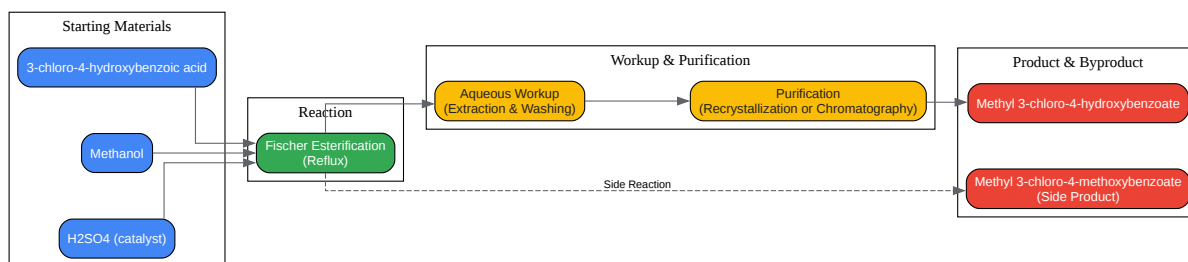 Starting Materials
3-chloro-4-hydroxybenzoic acid
Methanol
H2SO4 (catalyst)
Reaction
Fischer Esterification
(Reflux)
Workup & Purification
Aqueous Workup
(Extraction & Washing)
Purification
(Recrystallization or Chromatography)
Side Reaction
Product & Byproduct
Methyl 3-chloro-4-hydroxybenzoate
Methyl 3-chloro-4-methoxybenzoate
(Side Product)